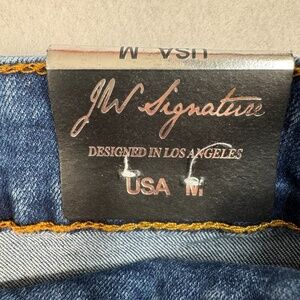 USA M
JW Signature
DESIGNED IN LOS ANGELES
USA M